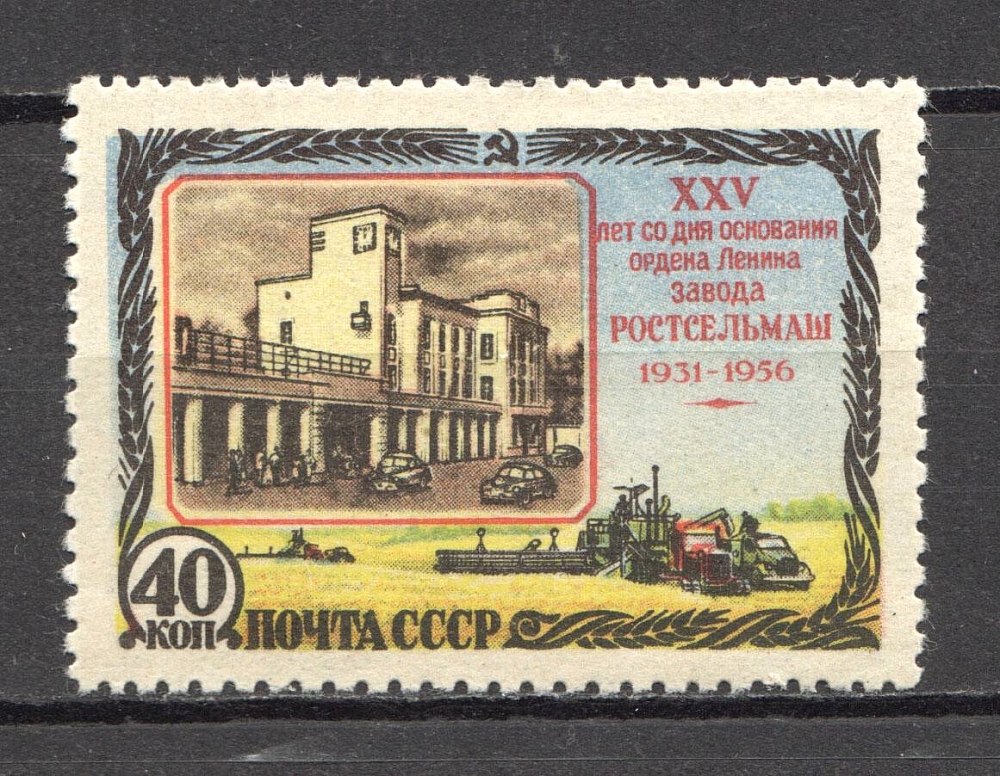 XXV
лет со дня основания
ордена Ленина
завода
РОСТСЕЛЬМАШ
1931-1956
40
КОП
ПОЧТА СССР